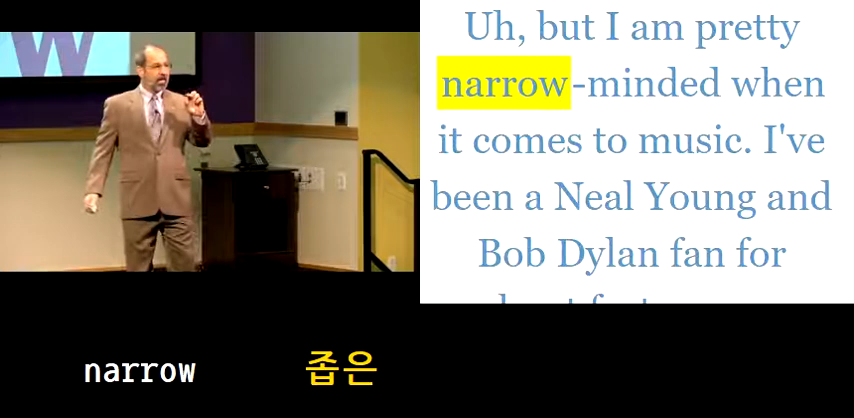 W
Uh, but I am pretty
narrow-minded when
it comes to music. I've
been a Neal Young and
Bob Dylan fan for
narrow 좁은